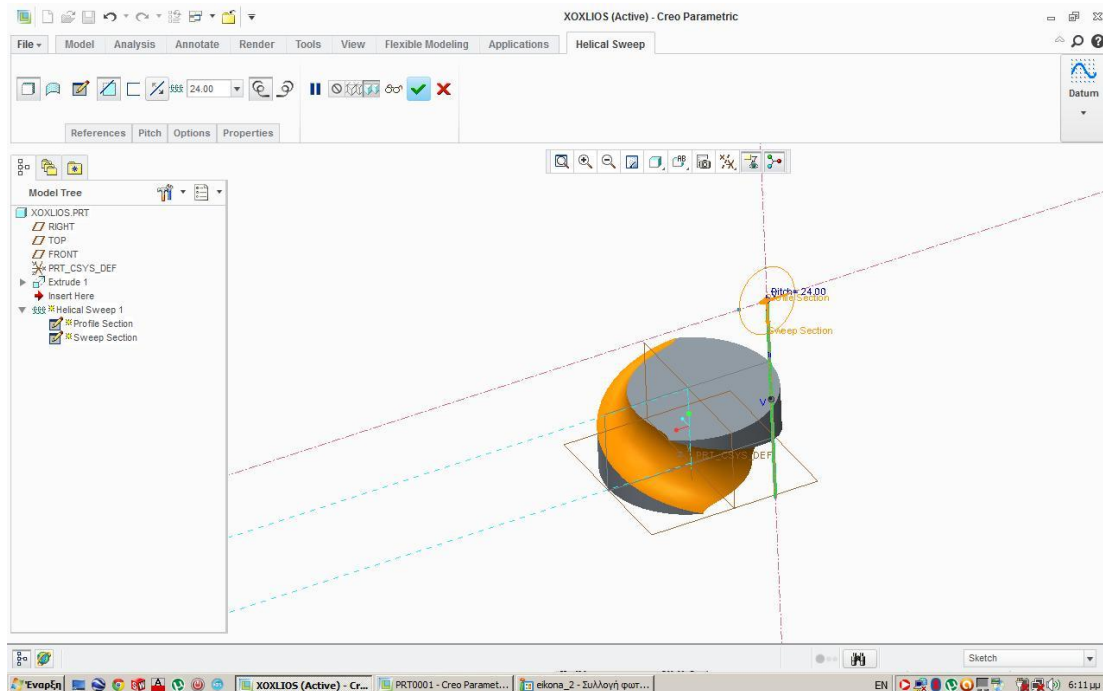 XOXLIOS (Active) - Creo Parametric
File Model Analysis Annotate Render Tools View Flexible Modeling Applications Helical Sweep
24.00
Datum
References Pitch Options Properties
Model Tree
XOXLIOS.PRT
RIGHT
TOP
FRONT
PRT_CSYS_DEF
Extrude 1
Insert Here
Helical Sweep 1
Profile Section
Sweep Section
Pitch= 24.00
Profile Section
Sweep Section
V
PRT_CSYS_DEF
Sketch
Έναρξη XOXLIOS (Active) - Cr... PRT0001 - Creo Paramet... eikona_2 - Συλλογή φωτ... EN 6:11 μμ